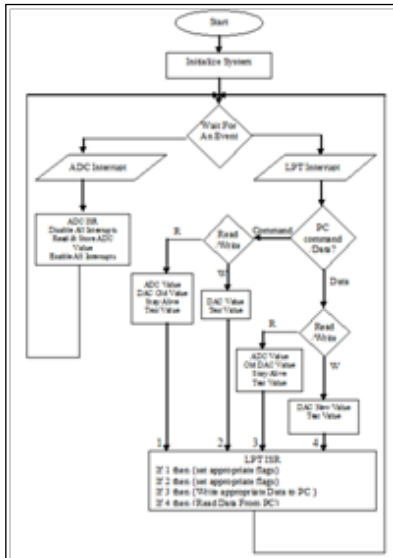 Start
Initialize System
Wait For
An Event
ADC Interrupt
LPT Interrupt
ADC ISR
Disable All Interrupts
Read & Store ADC
Value
Enable All Interrupts
PC
command
/Data?
Command
Read
/Write
R
W
ADC Value
DAC Old Value
Stay Alive
Test Value
DAC Value
Test Value
Data
Read
/Write
R
W
ADC Value
Old DAC Value
Stay Alive
Test Value
DAC New Value
Test Value
1
2
3
4
LPT ISR
If 1 then (set appropriate flags)
If 2 then (set appropriate flags)
If 3 then (Write appropriate Data to PC )
If 4 then (Read Data From PC)